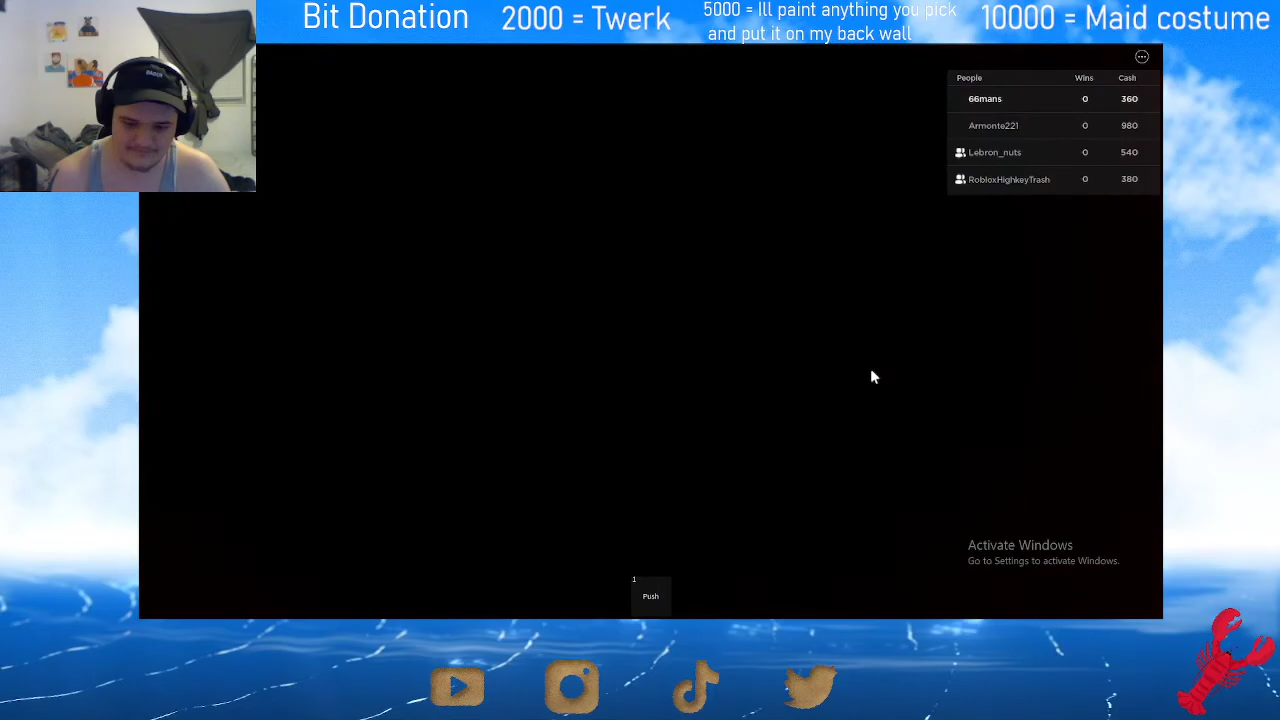 Bit Donation
2000 = Twerk
5000 = Ill paint anything you pick
and put it on my back wall
10000 = Maid costume
People Wins Cash
66mans 0 360
Armonte221 0 980
Lebron_nuts 0 540
RobloxHighkeyTrash 0 380
Activate Windows
Go to Settings to activate Windows.
1
Push